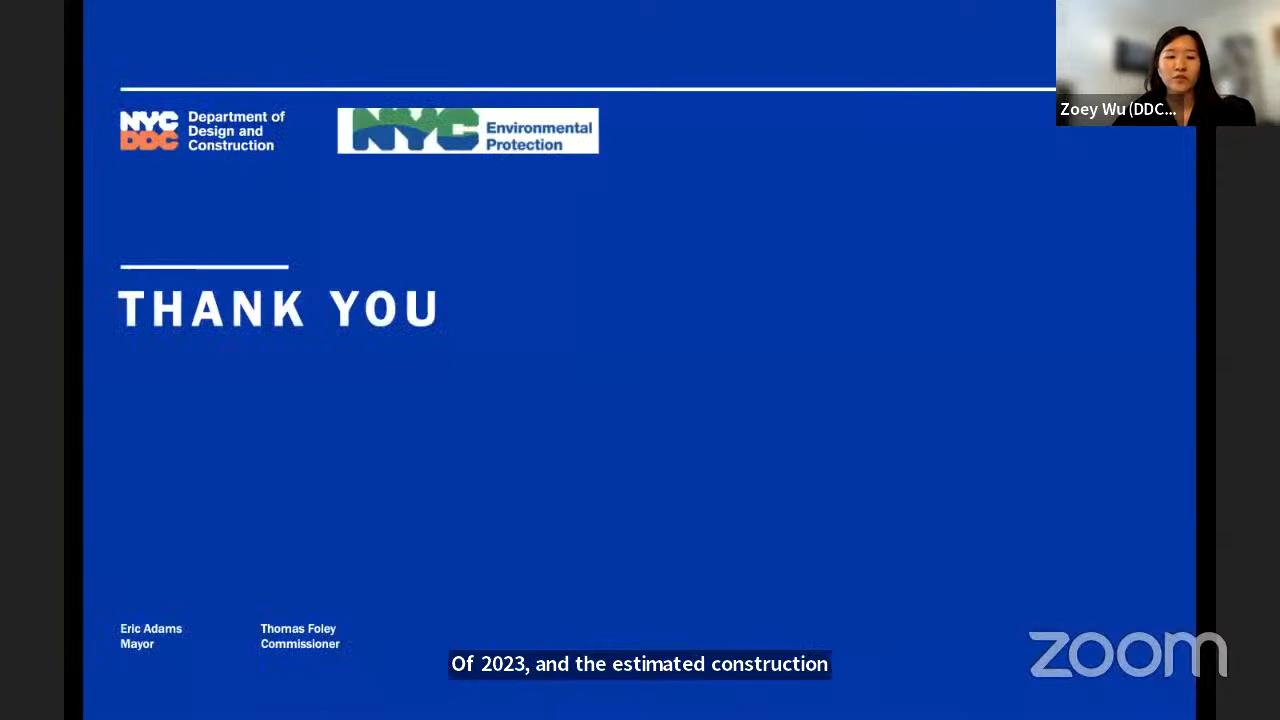 Zoey Wu (DDC...
NYC
DDC
Department of
Design and
Construction
NYC
Environmental
Protection
THANK YOU
Eric Adams
Mayor
Thomas Foley
Commissioner
Of 2023, and the estimated construction
zoom